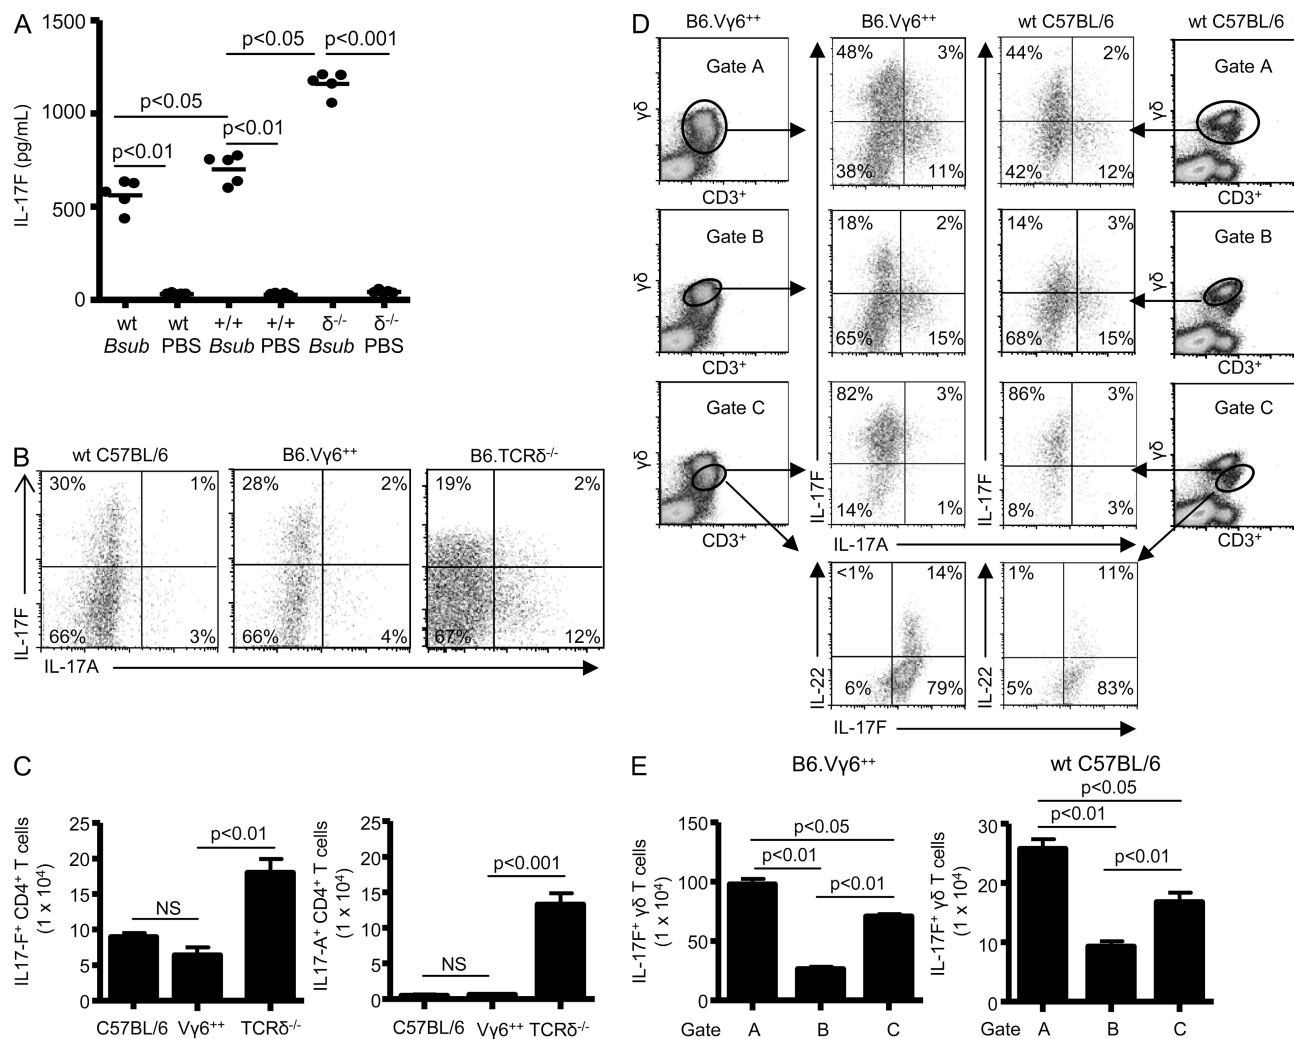 A
1500
1000
500
0
IL-17F (pg/mL)
p<0.05
p<0.001
p<0.05
p<0.01
p<0.01
wt wt +/+ +/+ δ-/- δ-/-
Bsub PBS Bsub PBS Bsub PBS
B
wt C57BL/6
B6.Vγ6++
B6.TCRδ-/-
30% 1%
66% 3%
28% 2%
66% 4%
19% 2%
67% 12%
IL-17F
IL-17A
C
IL17-F+ CD4+ T cells
(1 x 104)
25
20
15
10
5
0
NS
p<0.01
C57BL/6 Vγ6++ TCRδ-/-
IL17-A+ CD4+ T cells
(1 x 104)
25
20
15
10
5
0
NS
p<0.001
C57BL/6 Vγ6++ TCRδ-/-
D
B6.Vγ6++ B6.Vγ6++ wt C57BL/6 wt C57BL/6
γδ
Gate A
CD3+
48% 3%
38% 11%
44% 2%
42% 12%
γδ
Gate A
CD3+
γδ
Gate B
CD3+
18% 2%
65% 15%
14% 3%
68% 15%
γδ
Gate B
CD3+
γδ
Gate C
CD3+
82% 3%
14% 1%
86% 3%
8% 3%
γδ
Gate C
CD3+
IL-17F
IL-17F
IL-17A
<1% 14%
6% 79%
1% 11%
5% 83%
IL-22
IL-22
IL-17F
E
B6.Vγ6++
IL-17F+ γδ T cells
(1 x 104)
150
100
50
0
p<0.05
p<0.01
p<0.01
Gate A B C
wt C57BL/6
IL-17F+ γδ T cells
(1 x 104)
30
20
10
0
p<0.05
p<0.01
p<0.01
Gate A B C